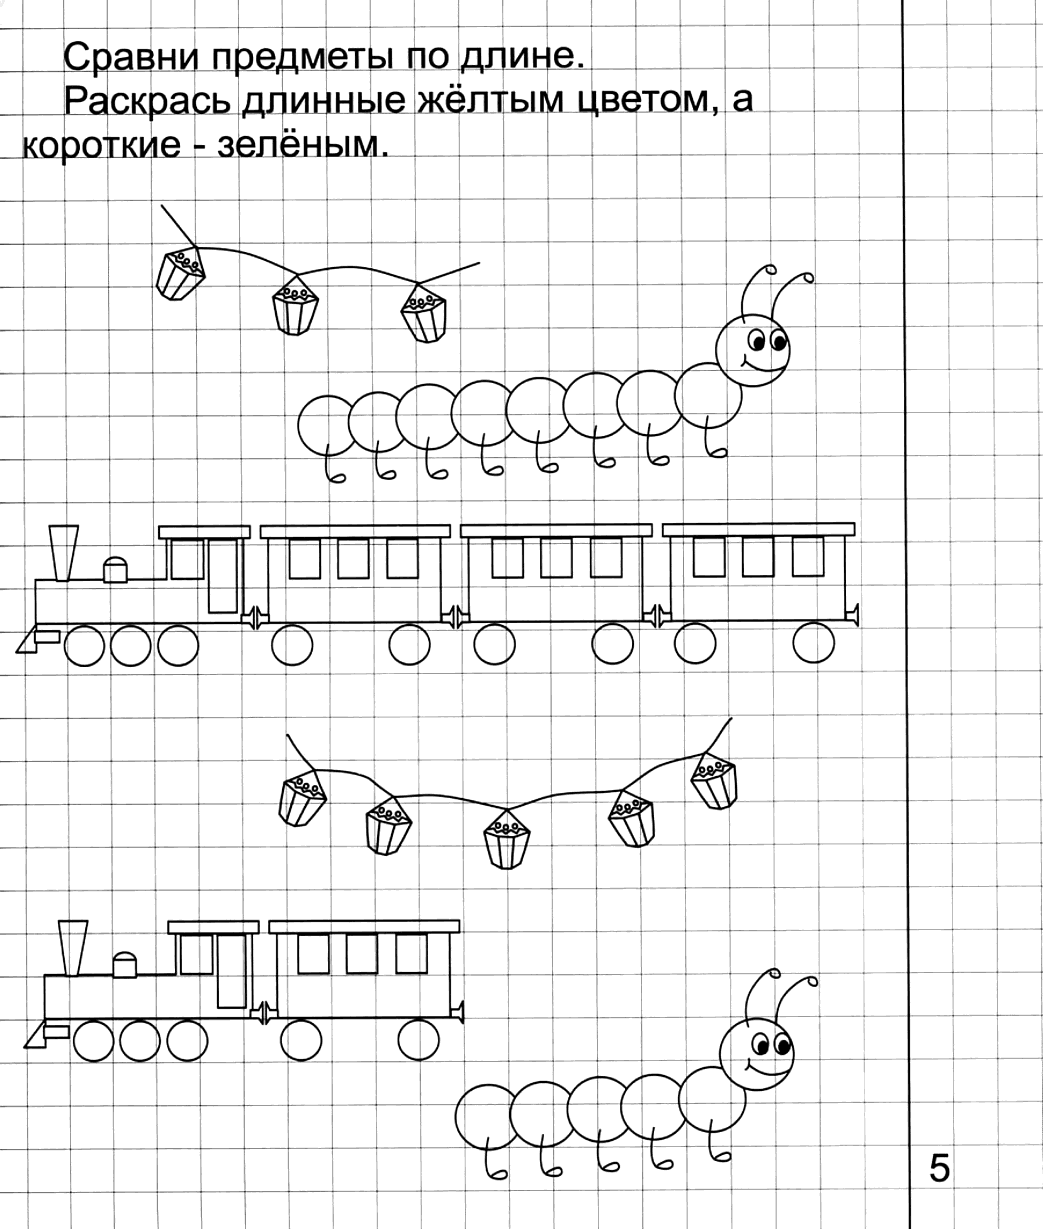 Сравни предметы по длине.
Раскрась длинные жёлтым цветом, а
короткие - зелёным.
5